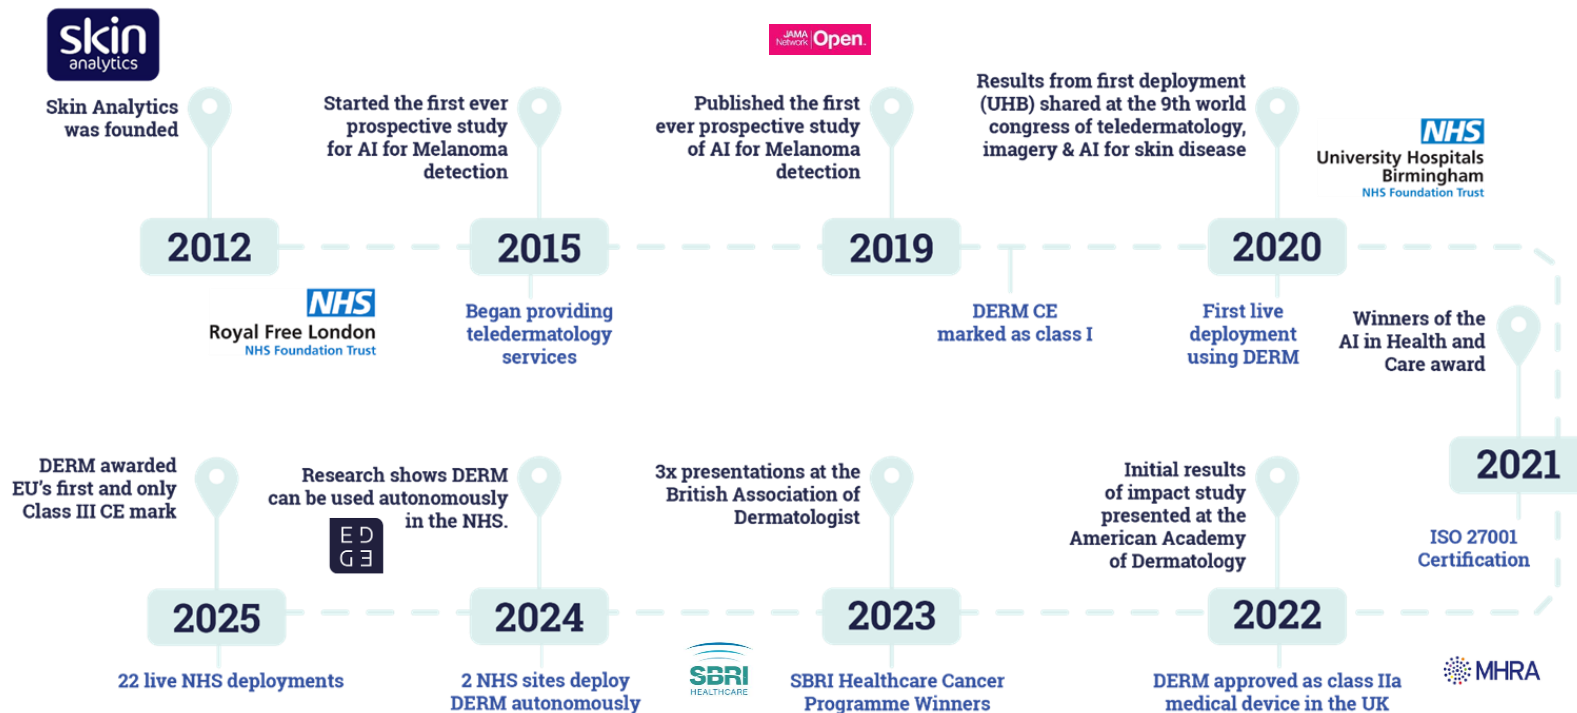 skin
analytics
Skin Analytics
was founded
2012
NHS
Royal Free London
NHS Foundation Trust
Started the first ever
prospective study
for AI for Melanoma
detection
2015
Began providing
teledermatology
services
JAMA
Network
Open.
Published the first
ever prospective study
of AI for Melanoma
detection
2019
DERM CE
marked as class I
Results from first deployment
(UHB) shared at the 9th world
congress of teledermatology,
imagery & AI for skin disease
2020
First live
deployment
using DERM
NHS
University Hospitals
Birmingham
NHS Foundation Trust
Winners of the
AI in Health and
Care award
2021
ISO 27001
Certification
Initial results
of impact study
presented at the
American Academy
of Dermatology
2022
DERM approved as class IIa
medical device in the UK
MHRA
3x presentations at the
British Association of
Dermatologist
2023
SBRI Healthcare Cancer
Programme Winners
SBRI
HEALTHCARE
Research shows DERM
can be used autonomously
in the NHS.
ED
GE
2024
2 NHS sites deploy
DERM autonomously
DERM awarded
EU's first and only
Class III CE mark
2025
22 live NHS deployments